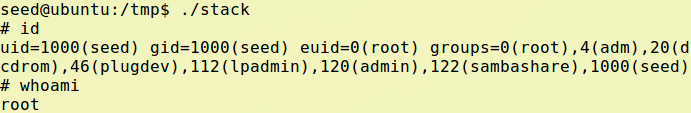 seed@ubuntu:/tmp$ ./stack
# id
uid=1000(seed) gid=1000(seed) euid=0(root) groups=0(root),4(adm),20(d
cdrom),46(plugdev),112(lpadmin),120(admin),122(sambashare),1000(seed)
# whoami
root